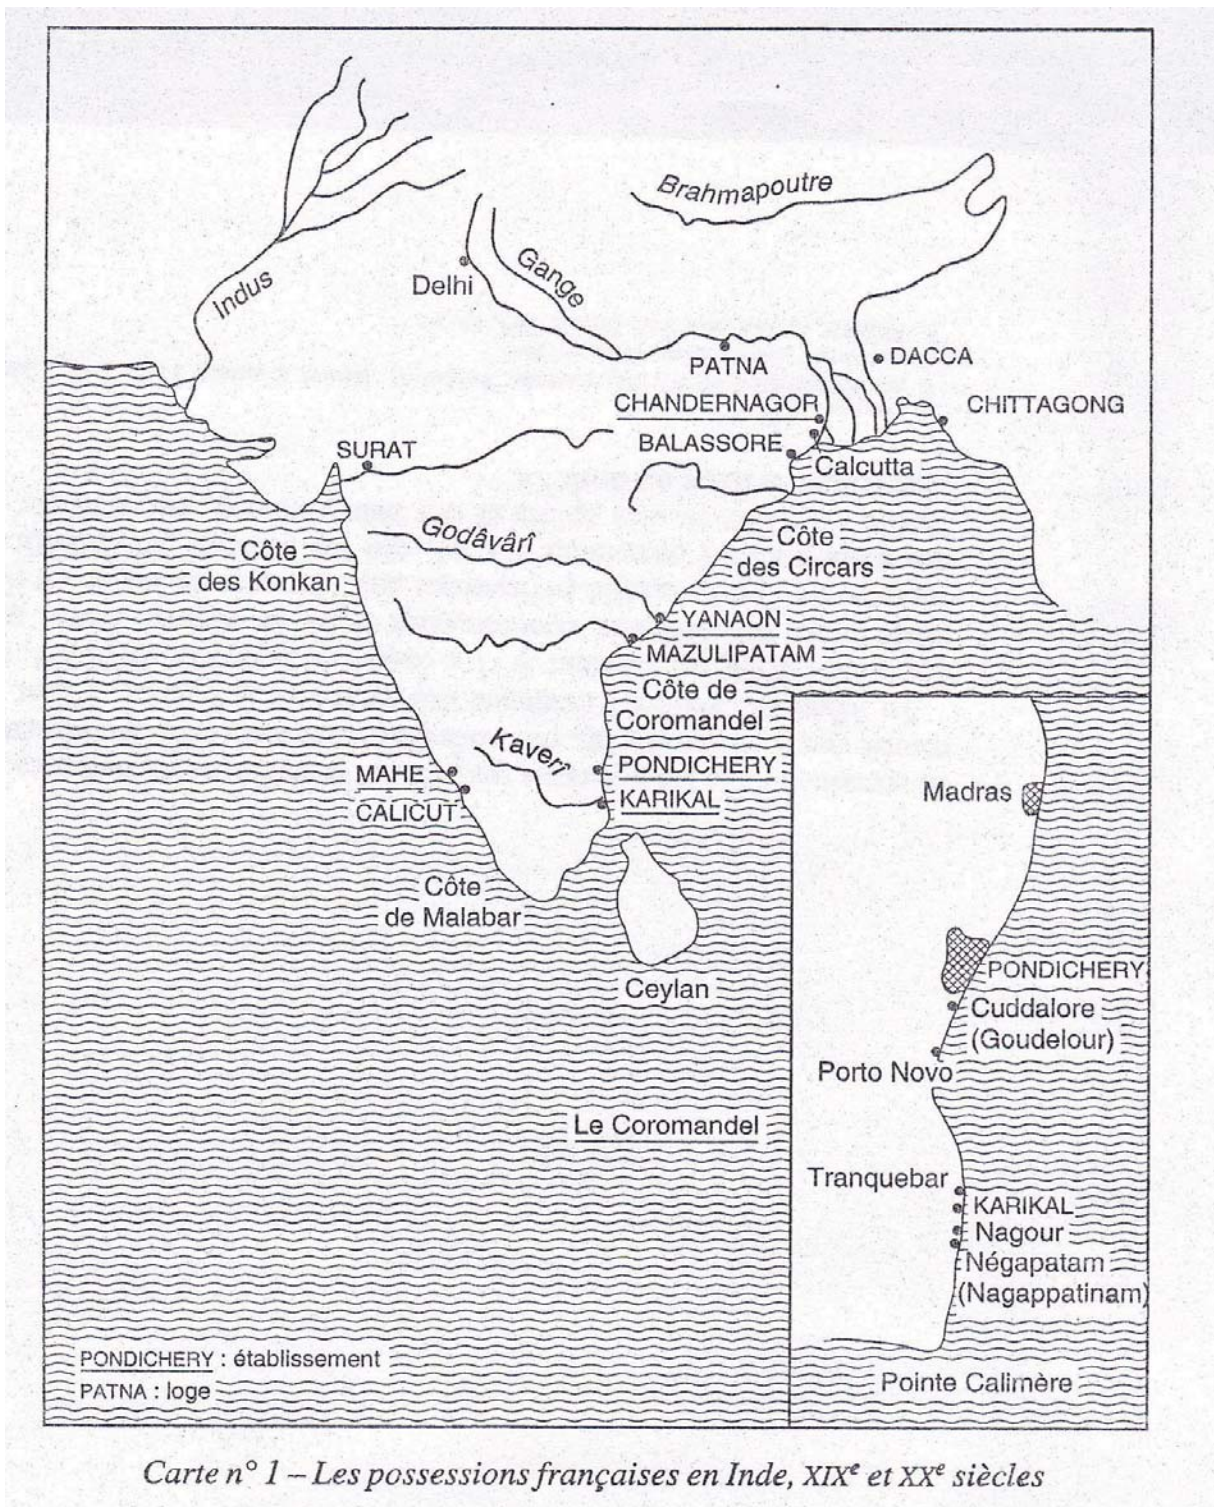 Brahmapoutre
Indus
Gange
Delhi
PATNA
DACCA
CHANDERNAGOR
CHITTAGONG
BALASSORE
SURAT
Calcutta
Godâvârî
Côte
des Konkan
Côte
des Circars
YANAON
MAZULIPATAM
Côte de
Coromandel
Kaverî
PONDICHERY
MAHE
KARIKAL
CALICUT
Côte
de Malabar
Ceylan
Le Coromandel
Madras
PONDICHERY
Cuddalore
(Goudelour)
Porto Novo
Tranquebar
KARIKAL
Nagour
Négapatam
(Nagappatinam)
Pointe Calimère
PONDICHERY : établissement
PATNA : loge
Carte n° 1 – Les possessions françaises en Inde, XIXe et XXe siècles